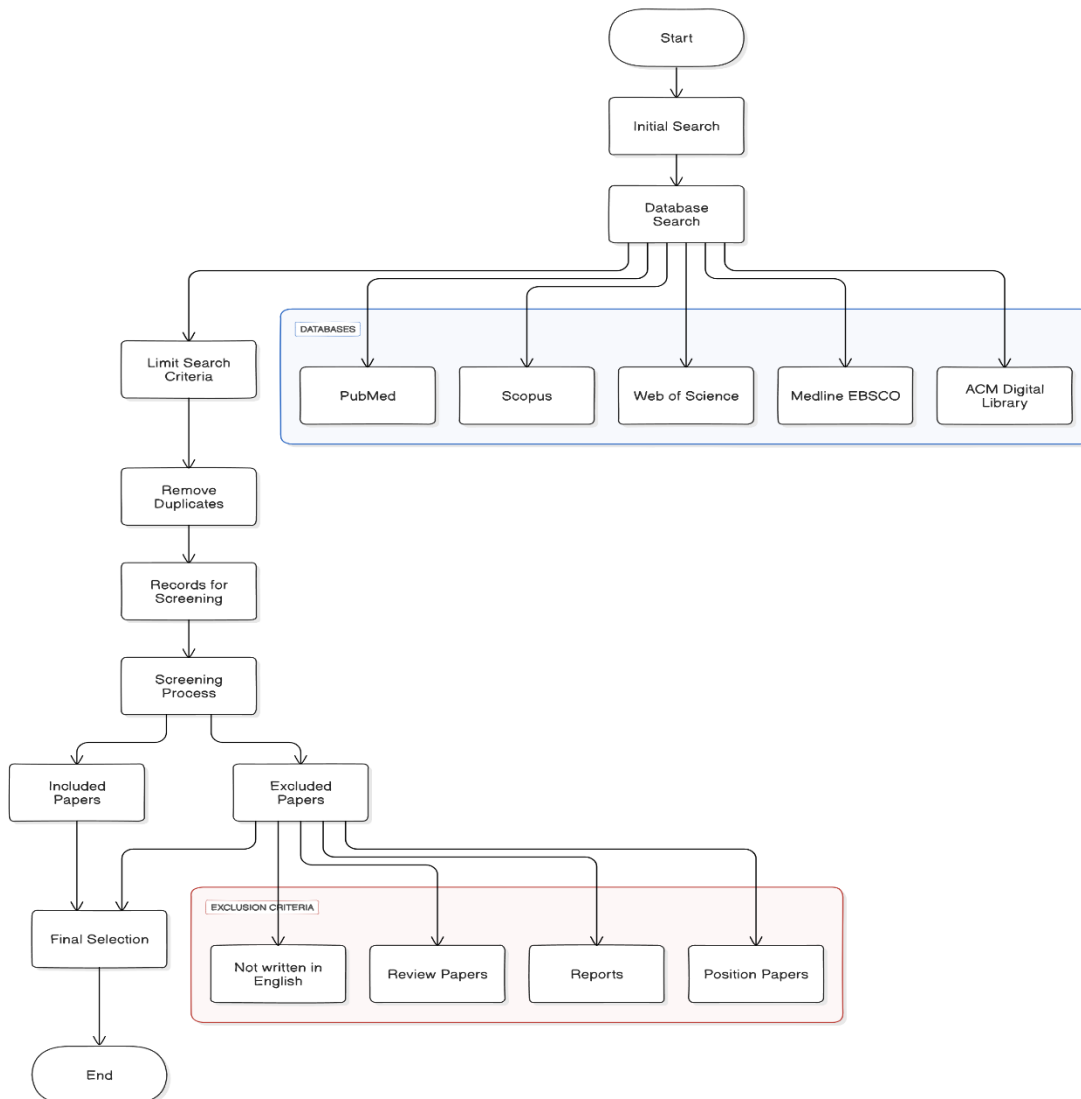 Start
Initial Search
Database
Search
DATABASES
Limit Search
Criteria
PubMed
Scopus
Web of Science
Medline EBSCO
ACM Digital
Library
Remove
Duplicates
Records for
Screening
Screening
Process
Included
Papers
Excluded
Papers
EXCLUSION CRITERIA
Final Selection
Not written in
English
Review Papers
Reports
Position Papers
End